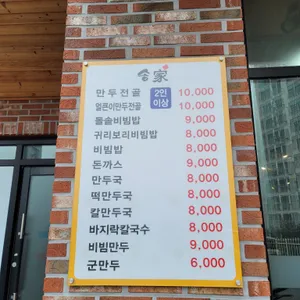 송家
만두전골 2인이상 10,000
얼큰이만두전골 10,000
돌솥비빔밥 9,000
귀리보리비빔밥 8,000
비빔밥 8,000
돈까스 9,000
만두국 8,000
떡만두국 8,000
칼만두국 8,000
바지락칼국수 8,000
비빔만두 9,000
군만두 6,000